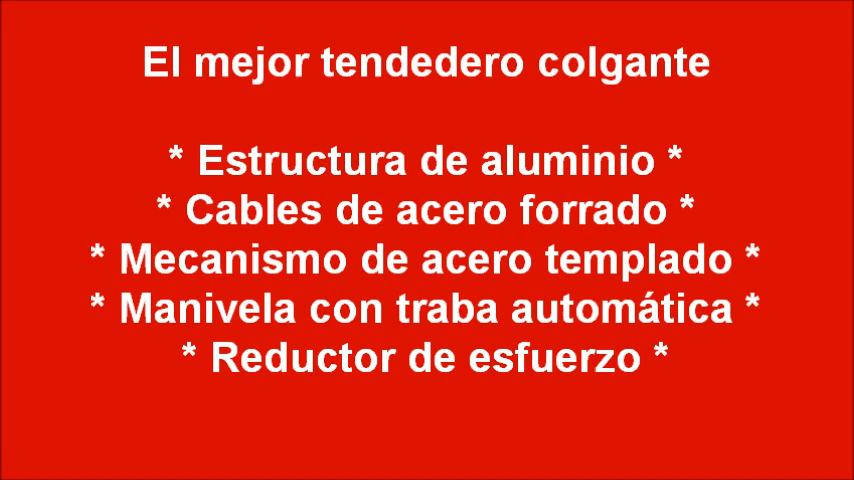 El mejor tendedero colgante
* Estructura de aluminio *
* Cables de acero forrado *
* Mecanismo de acero templado *
* Manivela con traba automática *
* Reductor de esfuerzo *